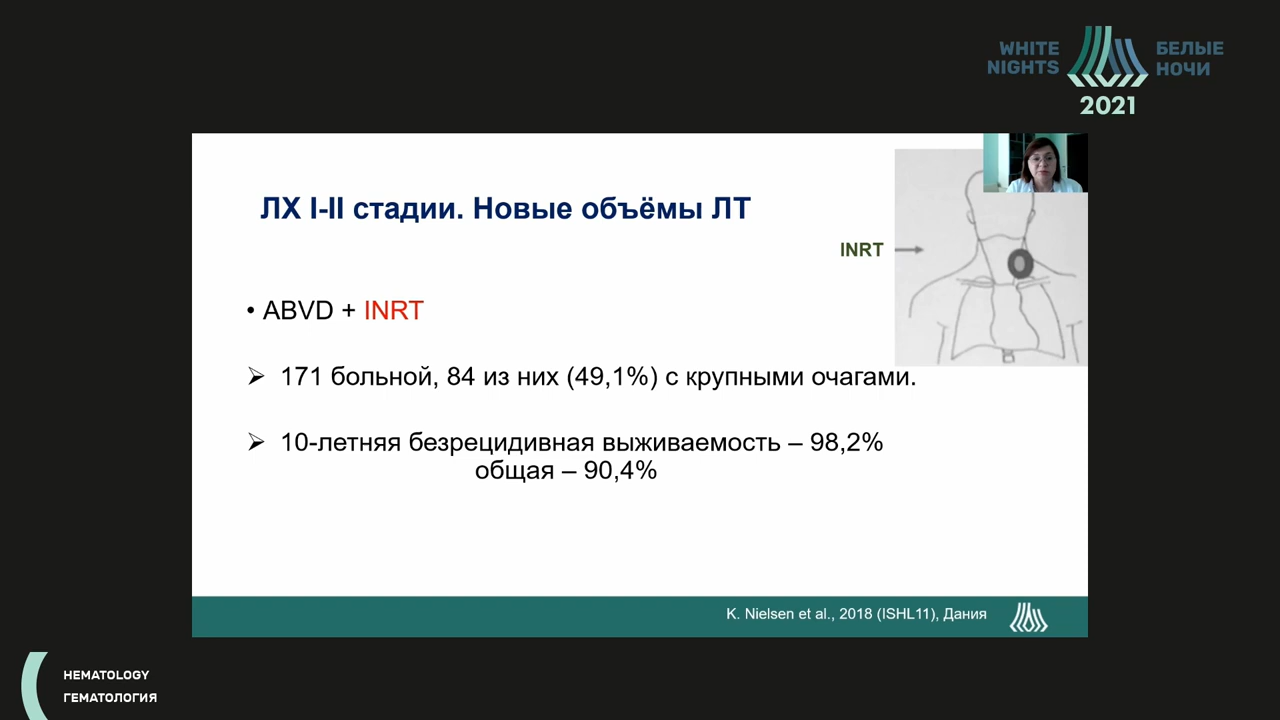 WHITE NIGHTS
БЕЛЫЕ НОЧИ
2021
ЛХ I-II стадии. Новые объёмы ЛТ
INRT
• ABVD + INRT
➢ 171 больной, 84 из них (49,1%) с крупными очагами.
➢ 10-летняя безрецидивная выживаемость – 98,2%
общая – 90,4%
K. Nielsen et al., 2018 (ISHL11), Дания
HEMATOLOGY
ГЕМАТОЛОГИЯ